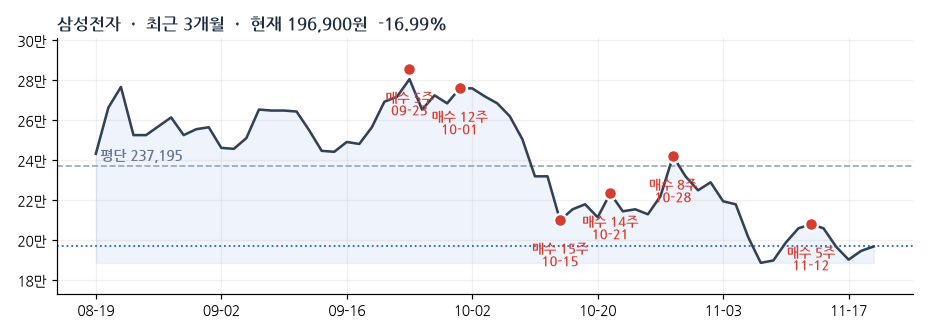 삼성전자 · 최근 3개월 · 현재 196,900원 -16.99%
30만
28만
26만
24만
22만
20만
18만
평단 237,195
매수 5주
09-25
매수 12주
10-01
매수 15주
10-15
매수 14주
10-21
매수 8주
10-28
매수 5주
11-12
08-19
09-02
09-16
10-02
10-20
11-03
11-17